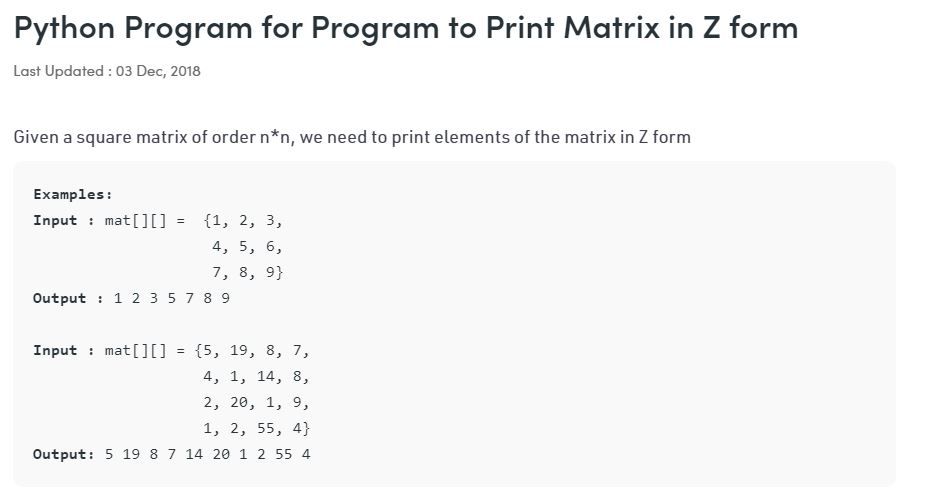 Python Program for Program to Print Matrix in Z form
Last Updated : 03 Dec, 2018
Given a square matrix of order n*n, we need to print elements of the matrix in Z form
Examples:
Input : mat[][] =  {1, 2, 3,
4, 5, 6,
7, 8, 9}
Output : 1 2 3 5 7 8 9
Input : mat[][] = {5, 19, 8, 7,
4, 1, 14, 8,
2, 20, 1, 9,
1, 2, 55, 4}
Output: 5 19 8 7 14 20 1 2 55 4